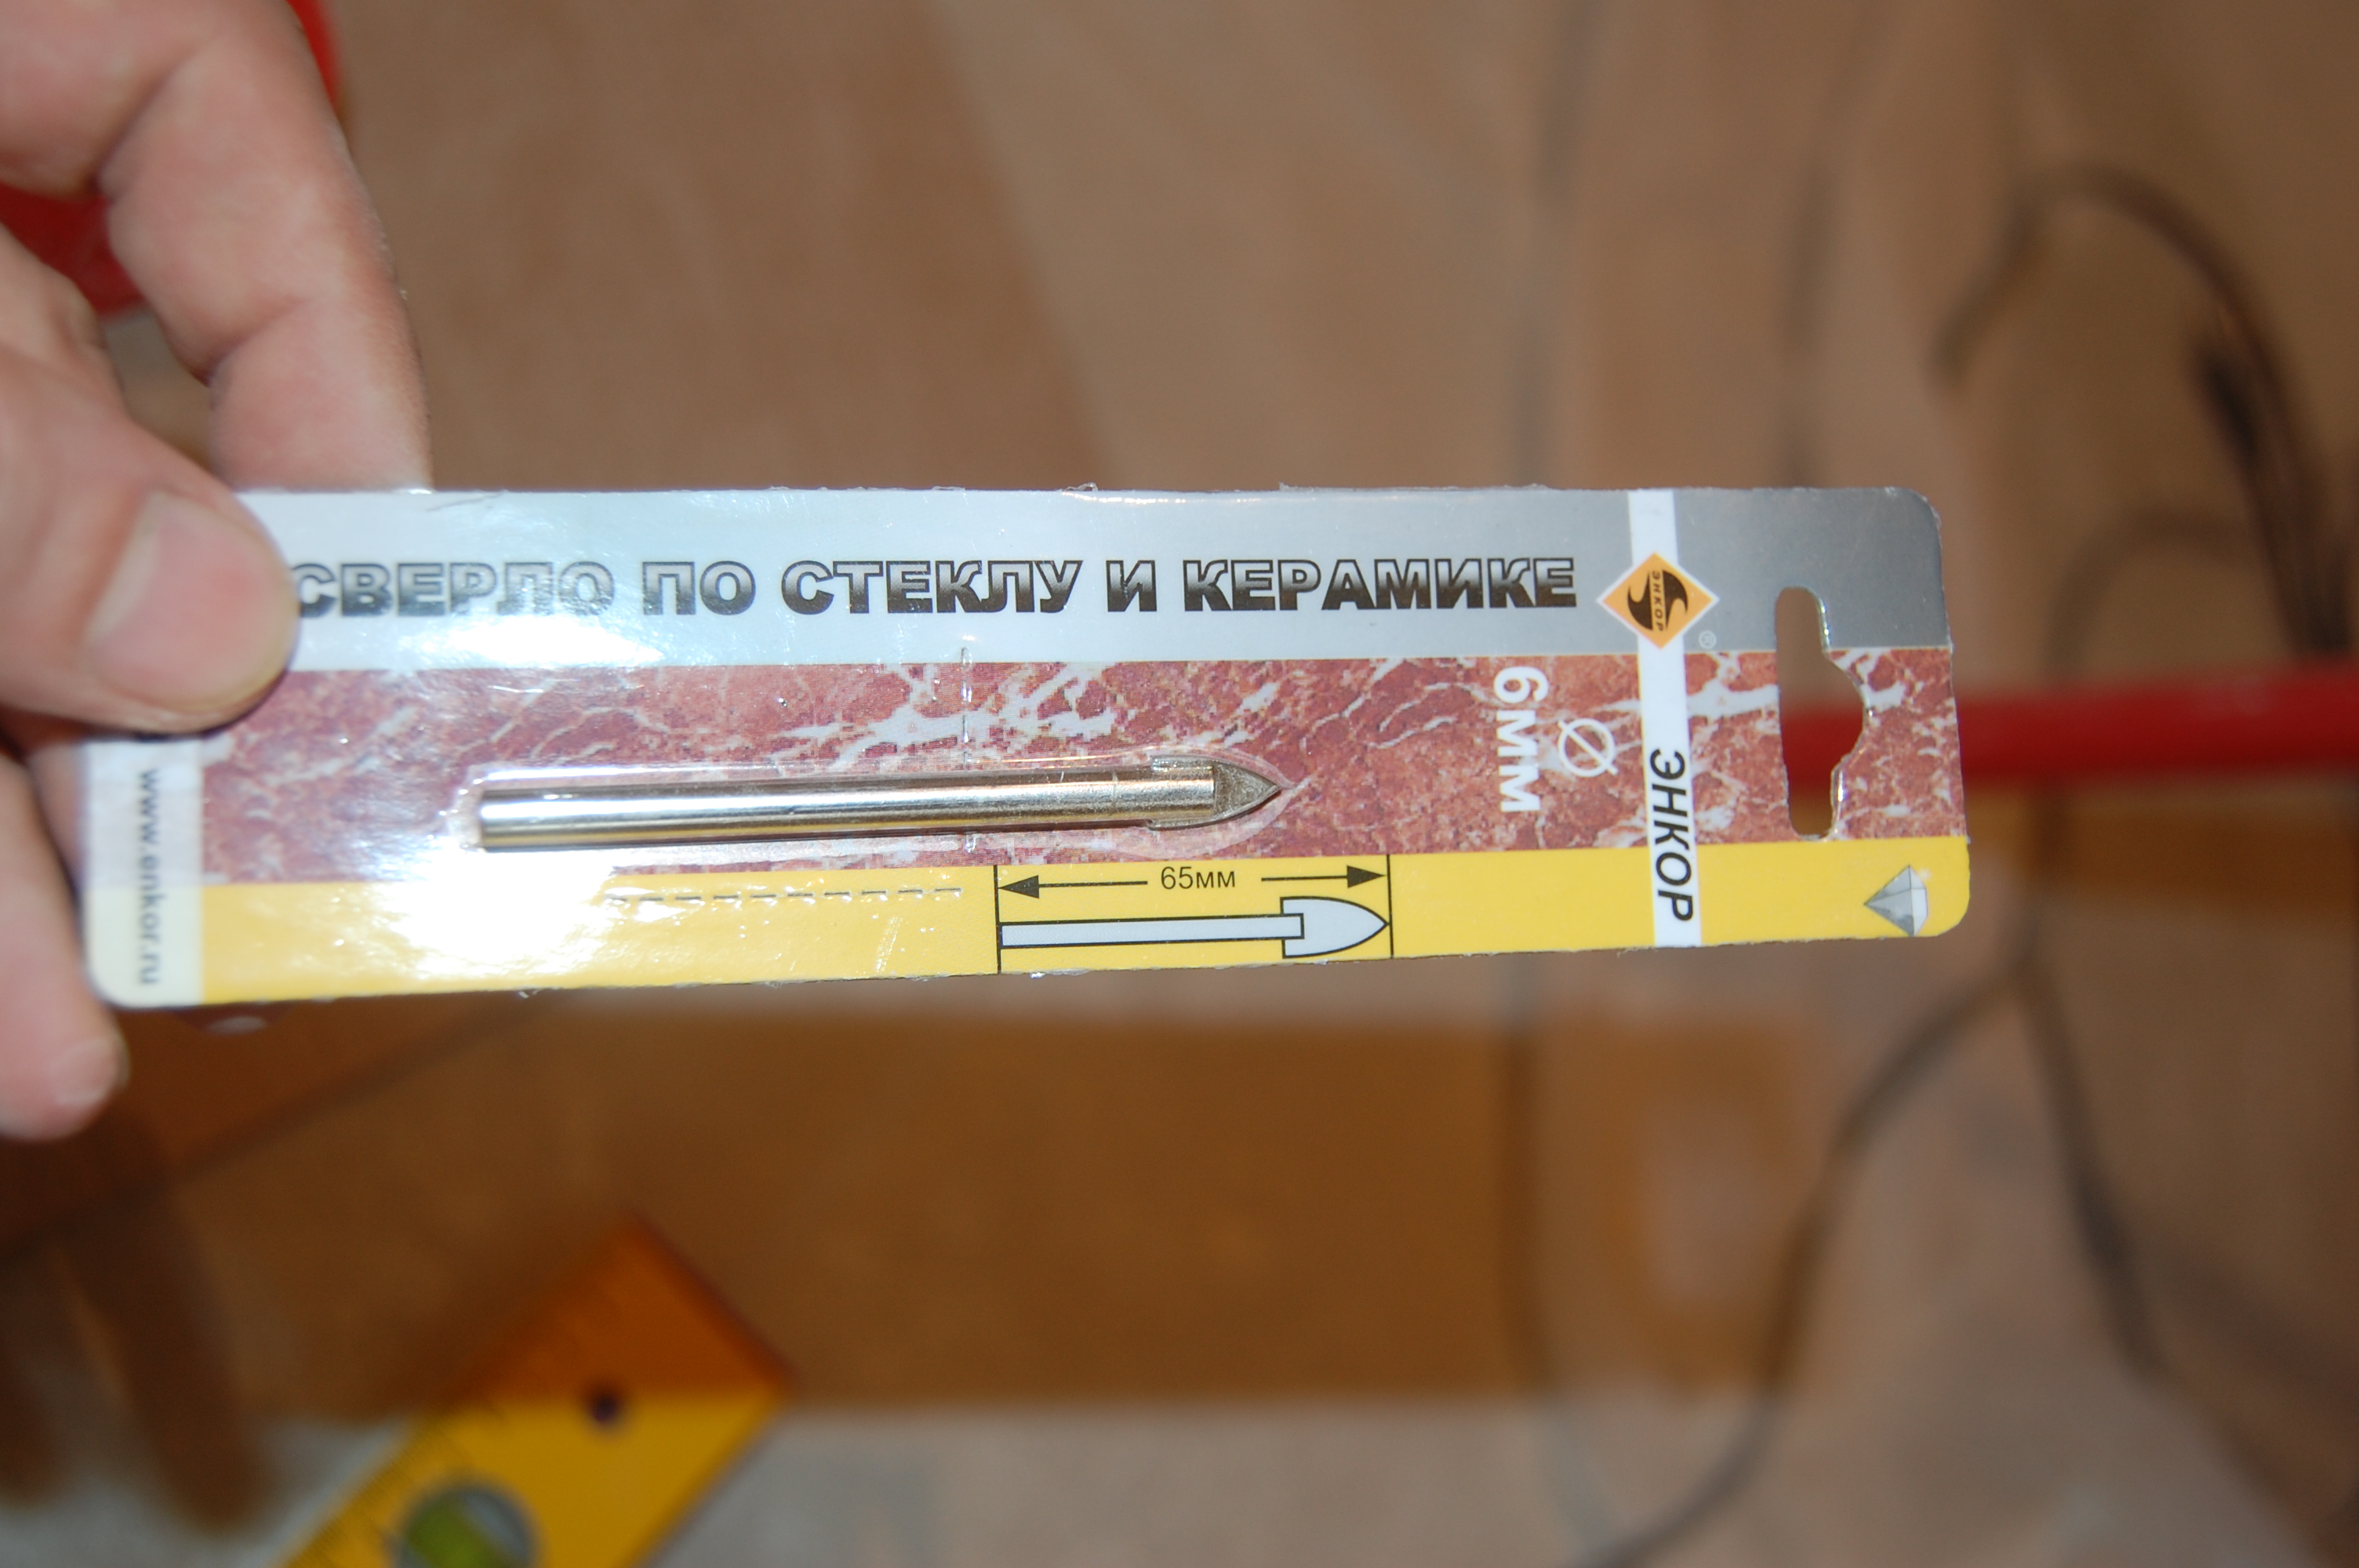 СВЕРЛО ПО СТЕКЛУ И КЕРАМИКЕ
ЭНКОР
®
Ø
6мм
ЭНКОР
65мм
www.enkor.ru